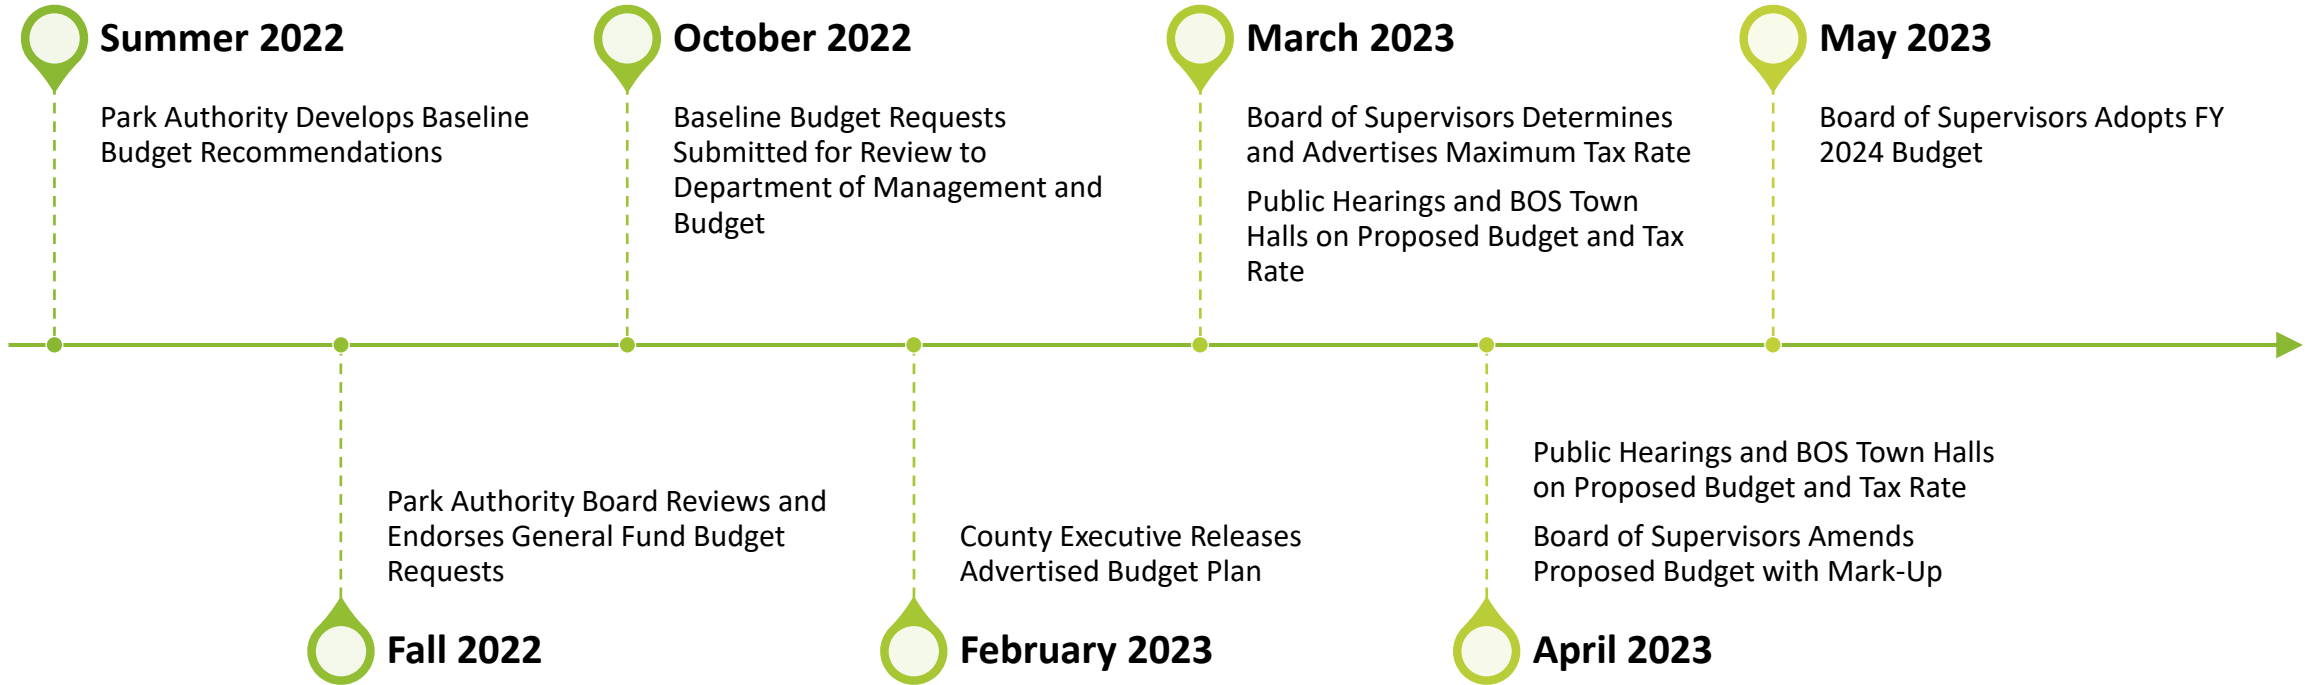 Summer 2022
Park Authority Develops Baseline
Budget Recommendations
Park Authority Board Reviews and
Endorses General Fund Budget
Requests
Fall 2022
October 2022
Baseline Budget Requests
Submitted for Review to
Department of Management and
Budget
County Executive Releases
Advertised Budget Plan
February 2023
March 2023
Board of Supervisors Determines
and Advertises Maximum Tax Rate
Public Hearings and BOS Town
Halls on Proposed Budget and Tax
Rate
Public Hearings and BOS Town Halls
on Proposed Budget and Tax Rate
Board of Supervisors Amends
Proposed Budget with Mark-Up
April 2023
May 2023
Board of Supervisors Adopts FY
2024 Budget